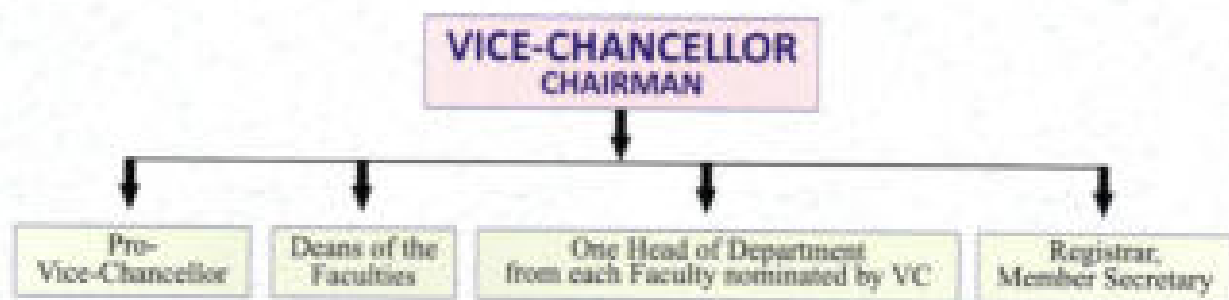 VICE-CHANCELLOR
CHAIRMAN
Pro-
Vice-Chancellor
Deans of the
Faculties
One Head of Department
from each Faculty nominated by VC
Registrar,
Member Secretary